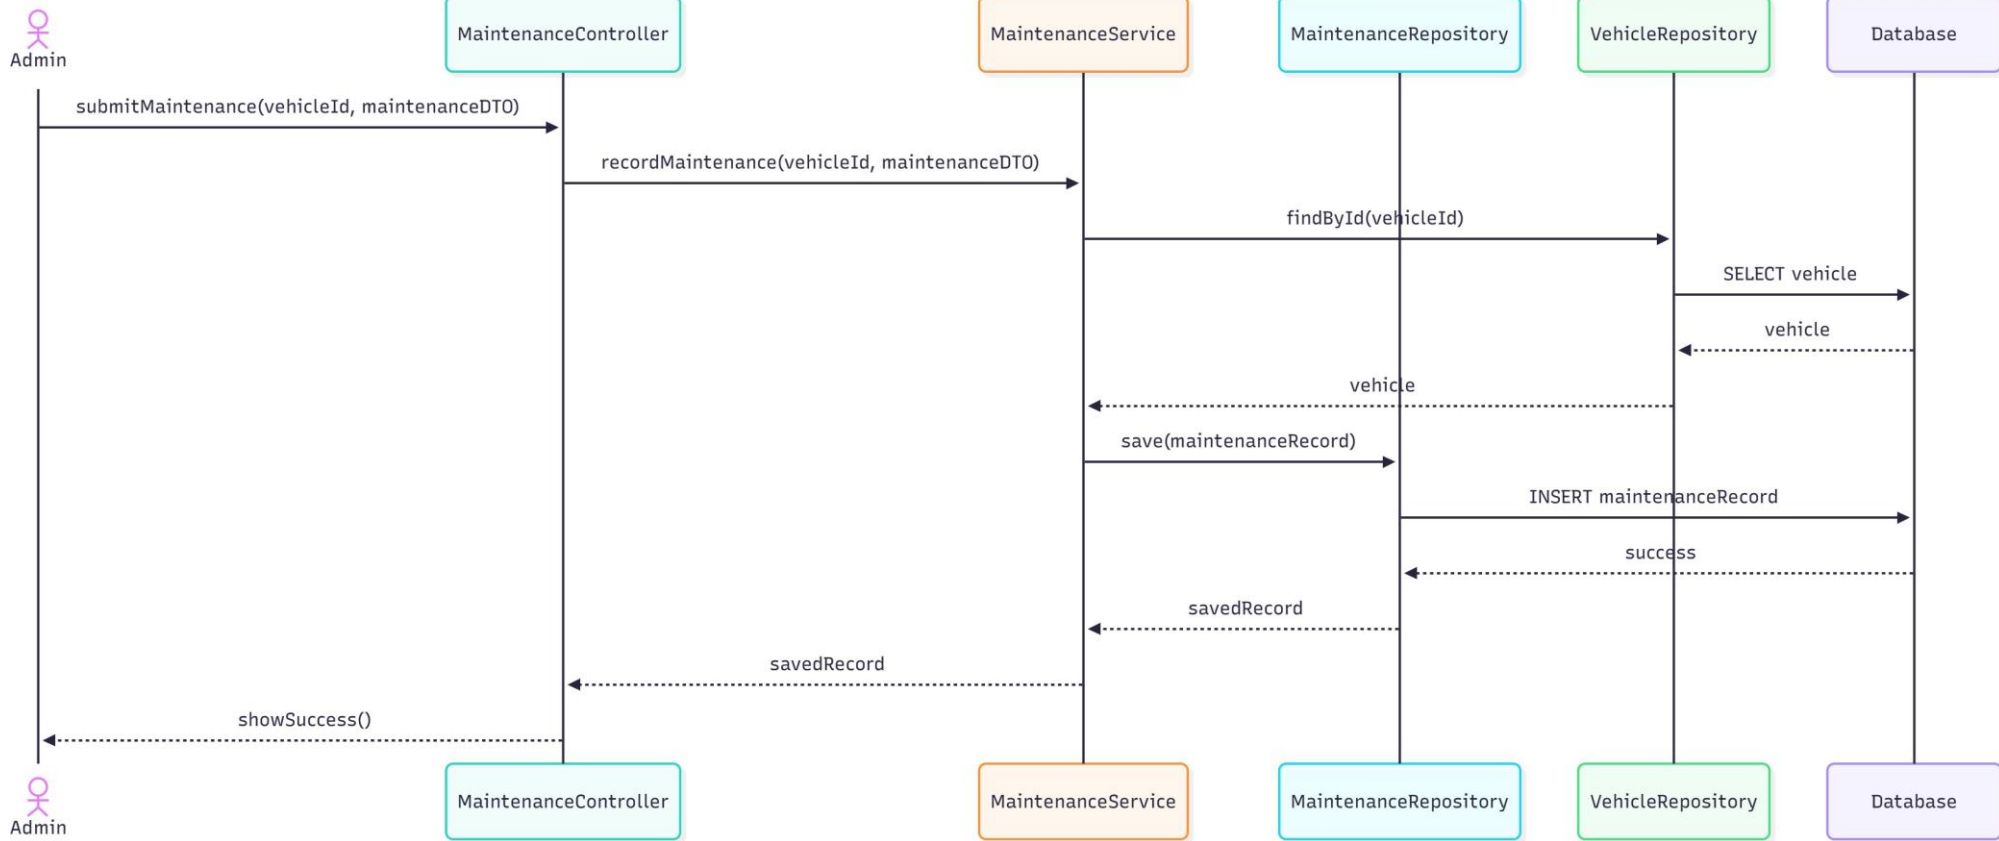 Admin
MaintenanceController
MaintenanceService
MaintenanceRepository
VehicleRepository
Database
submitMaintenance(vehicleId, maintenanceDTO)
recordMaintenance(vehicleId, maintenanceDTO)
findById(vehicleId)
SELECT vehicle
vehicle
vehicle
save(maintenanceRecord)
INSERT maintenanceRecord
success
savedRecord
savedRecord
showSuccess()
Admin
MaintenanceController
MaintenanceService
MaintenanceRepository
VehicleRepository
Database